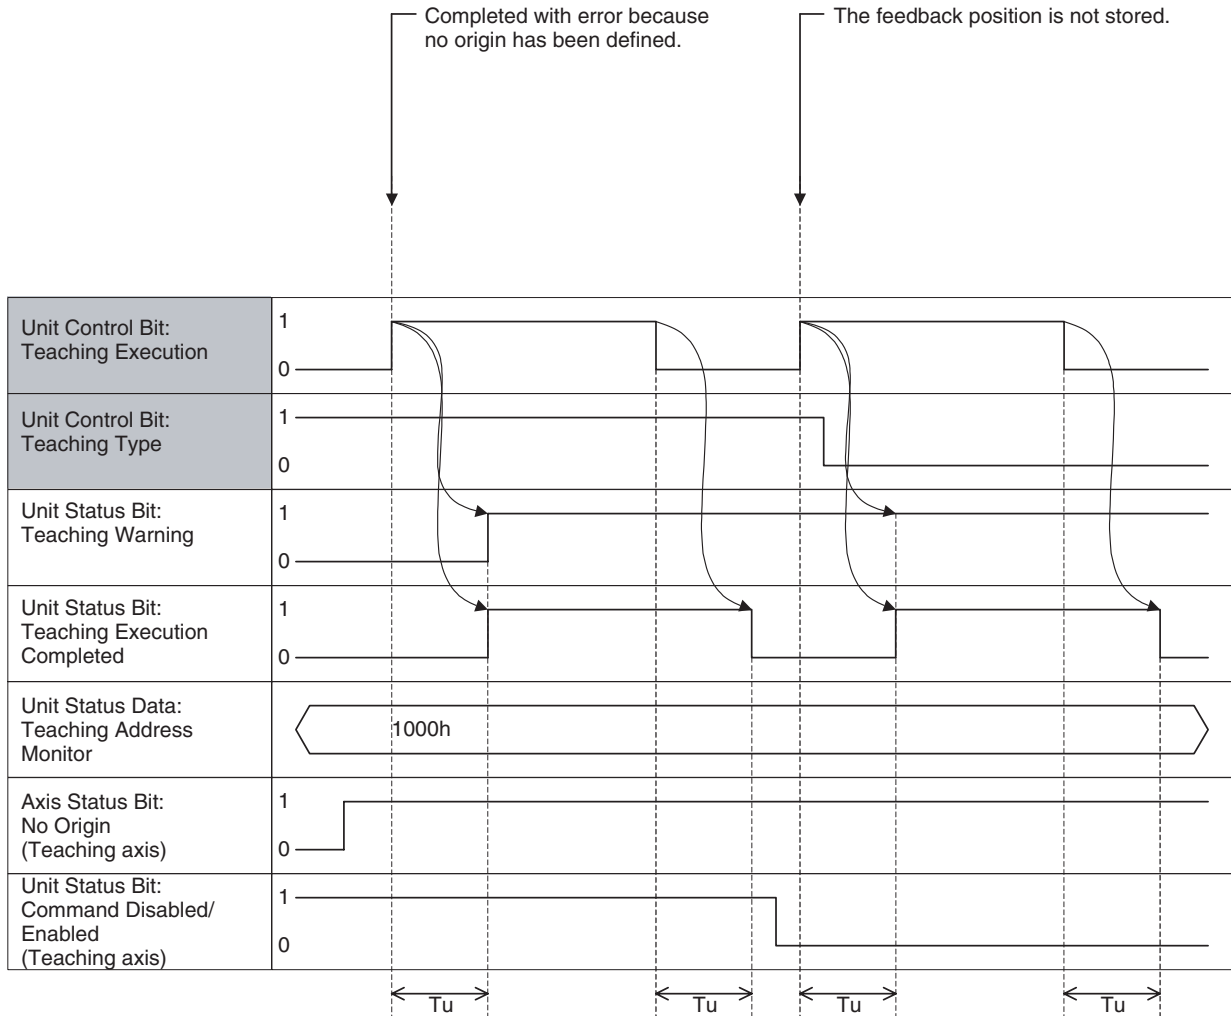 Completed with error because
no origin has been defined.
The feedback position is not stored.
Unit Control Bit:
Teaching Execution
1
0
Unit Control Bit:
Teaching Type
1
0
Unit Status Bit:
Teaching Warning
1
0
Unit Status Bit:
Teaching Execution
Completed
1
0
Unit Status Data:
Teaching Address
Monitor
1000h
Axis Status Bit:
No Origin
(Teaching axis)
1
0
Unit Status Bit:
Command Disabled/
Enabled
(Teaching axis)
1
0
Tu
Tu
Tu
Tu